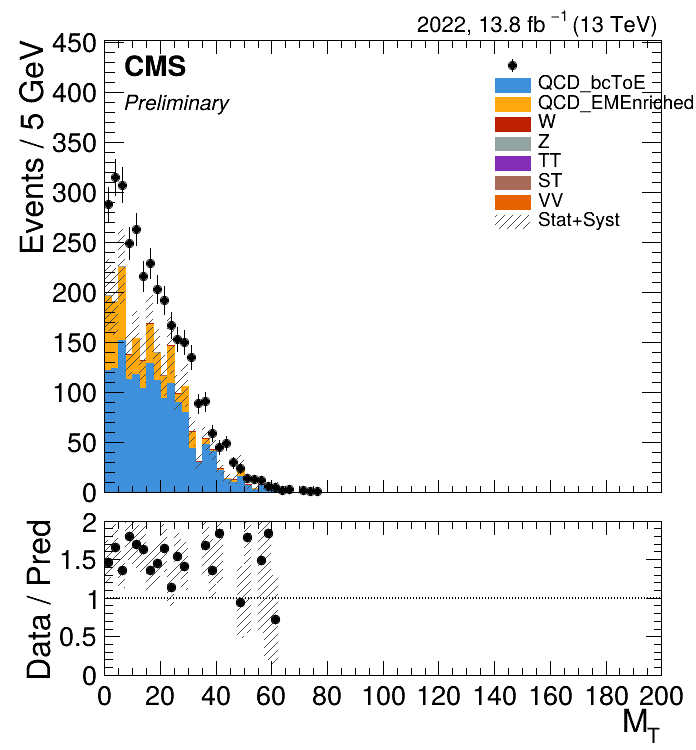 2022, 13.8 fb⁻¹ (13 TeV)
Events / 5 GeV
450
400
350
300
250
200
150
100
50
0
CMS
Preliminary
QCD_bcToE
QCD_EMEnriched
W
Z
TT
ST
VV
Stat+Syst
Data / Pred
2
1.5
1
0.5
0
0 20 40 60 80 100 120 140 160 180 200
M_T